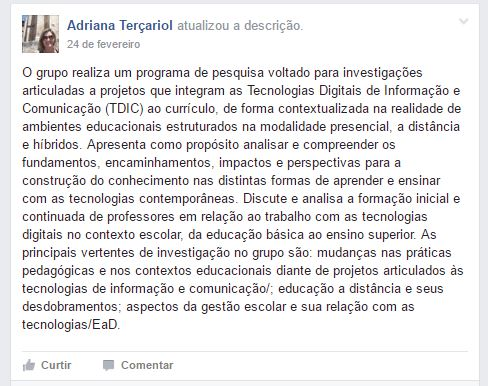 Adriana Terçariol atualizou a descrição.
24 de fevereiro
O grupo realiza um programa de pesquisa voltado para investigações
articuladas a projetos que integram as Tecnologias Digitais de Informação e
Comunicação (TDIC) ao currículo, de forma contextualizada na realidade de
ambientes educacionais estruturados na modalidade presencial, a distância
e híbridos. Apresenta como propósito analisar e compreender os
fundamentos, encaminhamentos, impactos e perspectivas para a
construção do conhecimento nas distintas formas de aprender e ensinar
com as tecnologias contemporâneas. Discute e analisa a formação inicial e
continuada de professores em relação ao trabalho com as tecnologias
digitais no contexto escolar, da educação básica ao ensino superior. As
principais vertentes de investigação no grupo são: mudanças nas práticas
pedagógicas e nos contextos educacionais diante de projetos articulados às
tecnologias de informação e comunicação/; educação a distância e seus
desdobramentos; aspectos da gestão escolar e sua relação com as
tecnologias/EaD.
Curtir Comentar